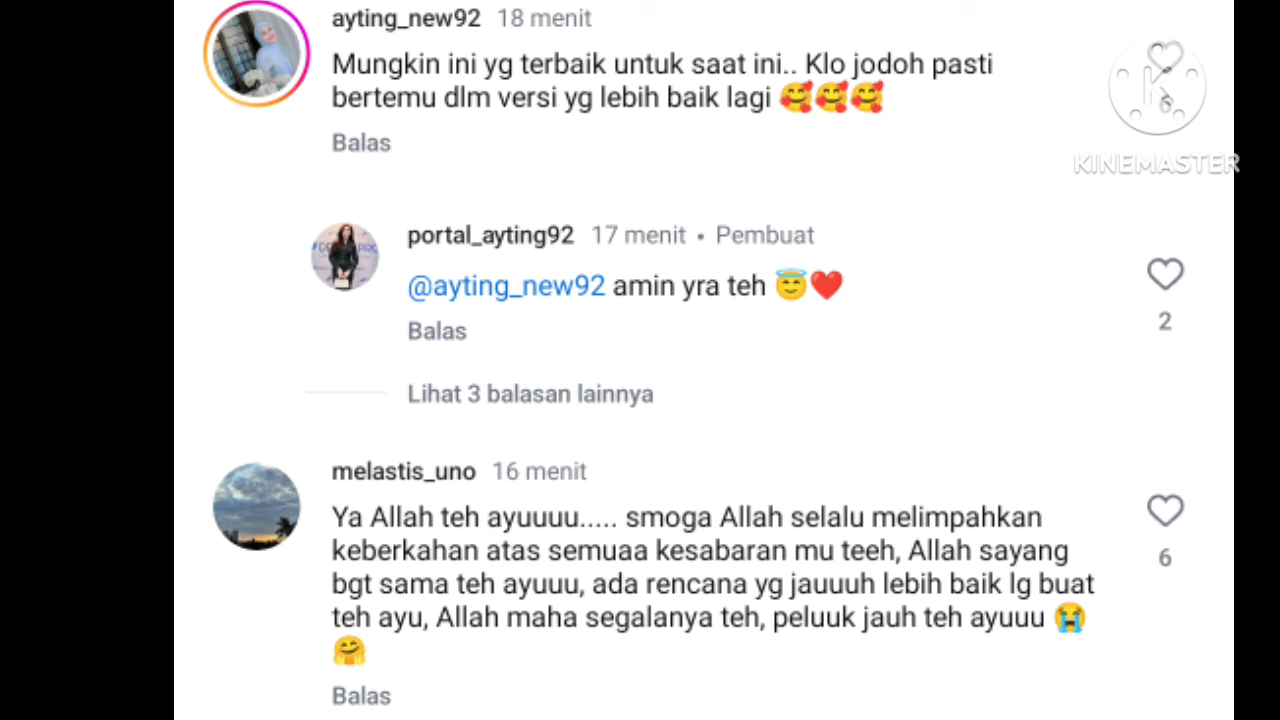 ayting_new92 18 menit
Mungkin ini yg terbaik untuk saat ini.. Klo jodoh pasti
bertemu dlm versi yg lebih baik lagi 🥰🥰🥰
Balas
KINEMASTER
portal_ayting92 17 menit • Pembuat
@ayting_new92 amin yra teh 😇❤️
2
Balas
Lihat 3 balasan lainnya
melastis_uno 16 menit
Ya Allah teh ayuuuu..... smoga Allah selalu melimpahkan
keberkahan atas semuaa kesabaran mu teeh, Allah sayang
6
bgt sama teh ayuuu, ada rencana yg jauuuh lebih baik lg buat
teh ayu, Allah maha segalanya teh, peluuk jauh teh ayuuu 😭
🤗
Balas